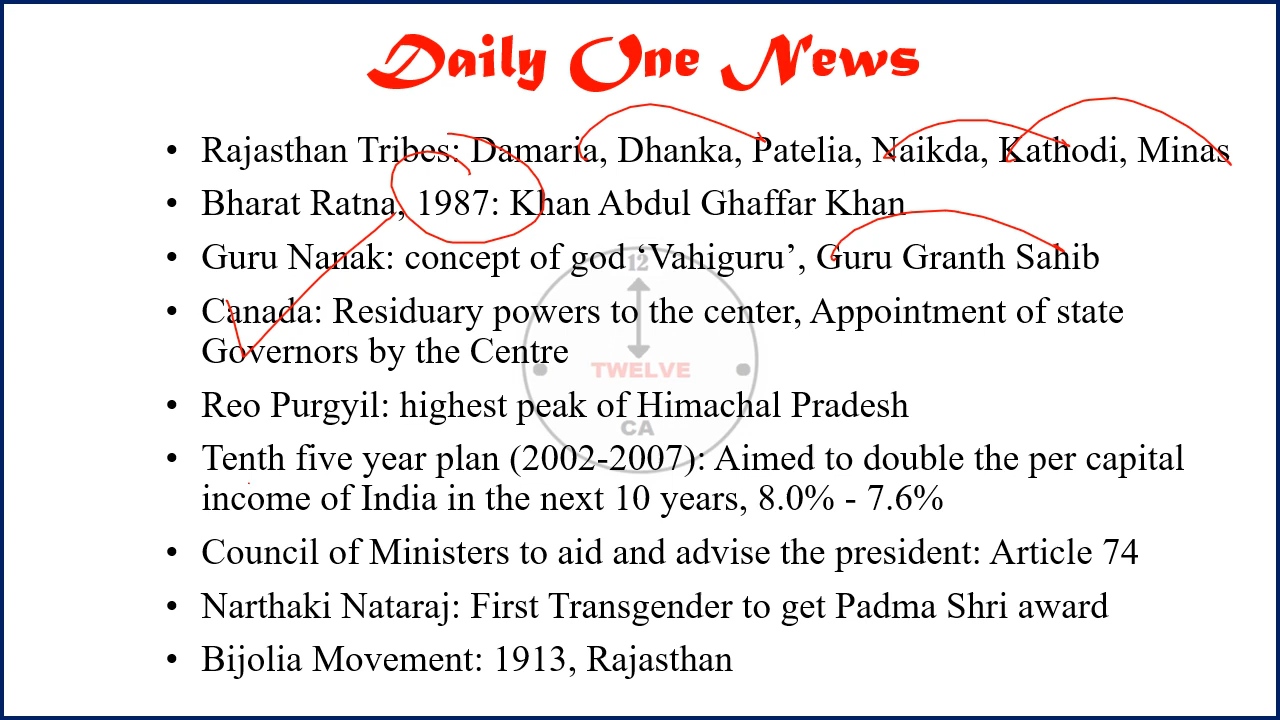 Daily One News
• Rajasthan Tribes: Damaria, Dhanka, Patelia, Naikda, Kathodi, Minas
• Bharat Ratna, 1987: Khan Abdul Ghaffar Khan
• Guru Nanak: concept of god ‘Vahiguru’, Guru Granth Sahib
• Canada: Residuary powers to the center, Appointment of state
Governors by the Centre
• Reo Purgyil: highest peak of Himachal Pradesh
• Tenth five year plan (2002-2007): Aimed to double the per capital
income of India in the next 10 years, 8.0% - 7.6%
• Council of Ministers to aid and advise the president: Article 74
• Narthaki Nataraj: First Transgender to get Padma Shri award
• Bijolia Movement: 1913, Rajasthan
12
TWELVE
CA